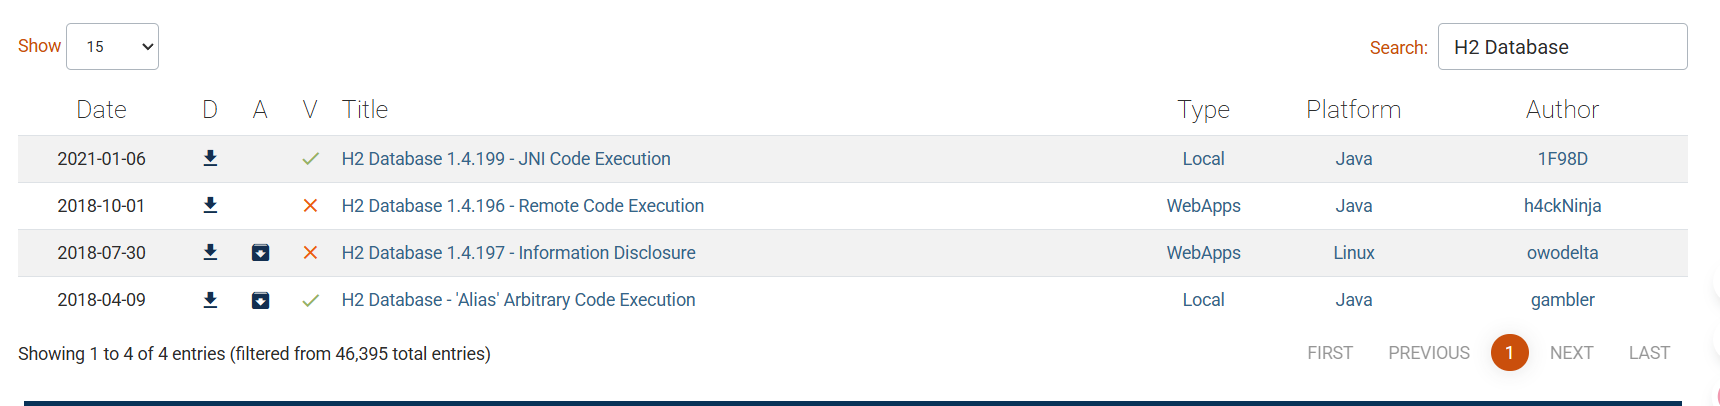 Show 15 Search: H2 Database
Date D A V Title Type Platform Author
2021-01-06 H2 Database 1.4.199 - JNI Code Execution Local Java 1F98D
2018-10-01 H2 Database 1.4.196 - Remote Code Execution WebApps Java h4ckNinja
2018-07-30 H2 Database 1.4.197 - Information Disclosure WebApps Linux owodelta
2018-04-09 H2 Database - 'Alias' Arbitrary Code Execution Local Java gambler
Showing 1 to 4 of 4 entries (filtered from 46,395 total entries) FIRST PREVIOUS 1 NEXT LAST